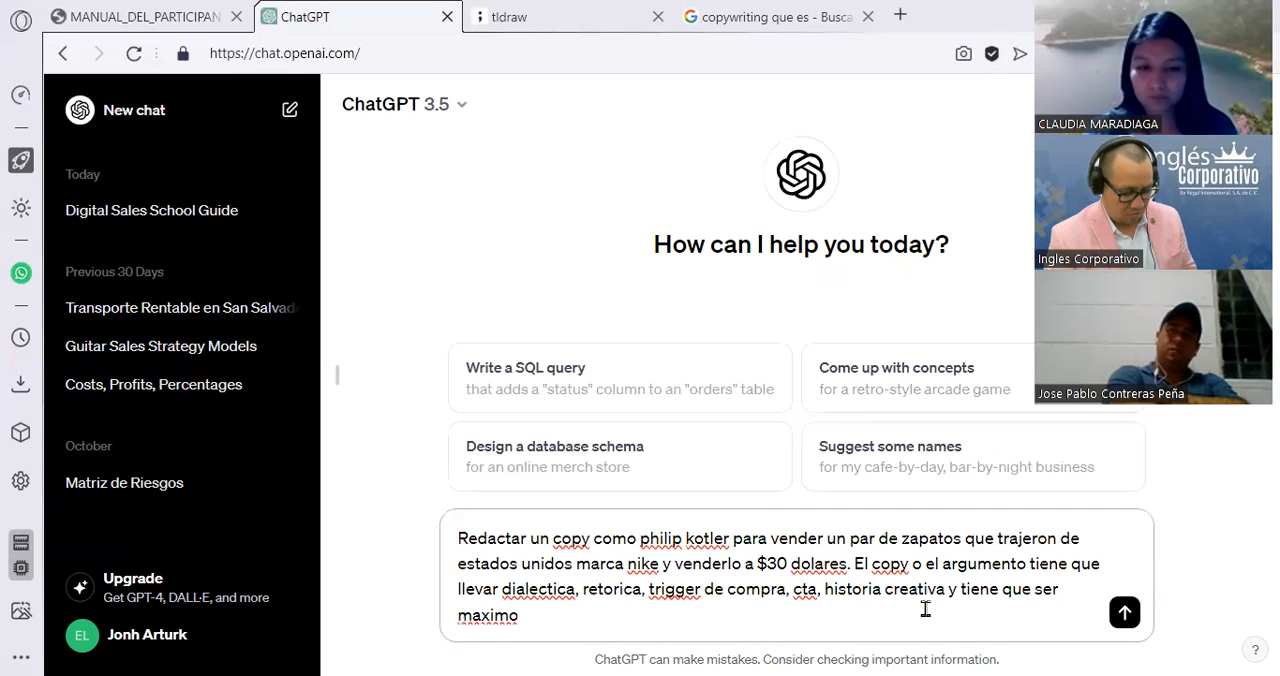 MANUAL_DEL_PARTICIPAN
ChatGPT
tldraw
copywriting que es - Busca
https://chat.openai.com/
New chat
Today
Digital Sales School Guide
Previous 30 Days
Transporte Rentable en San Salvad
Guitar Sales Strategy Models
Costs, Profits, Percentages
October
Matriz de Riesgos
Upgrade
Get GPT-4, DALL·E, and more
EL
Jonh Arturk
ChatGPT 3.5
How can I help you today?
Write a SQL query
that adds a "status" column to an "orders" table
Come up with concepts
for a retro-style arcade game
Design a database schema
for an online merch store
Suggest some names
for my cafe-by-day, bar-by-night business
Redactar un copy como philip kotler para vender un par de zapatos que trajeron de
estados unidos marca nike y venderlo a $30 dolares. El copy o el argumento tiene que
llevar dialectica, retorica, trigger de compra, cta, historia creativa y tiene que ser
maximo
ChatGPT can make mistakes. Consider checking important information.
?
CLAUDIA MARADIAGA
nglés
Corporativo
By Regal International, S.A. de C.V.
Ingles Corporativo
Jose Pablo Contreras Peña